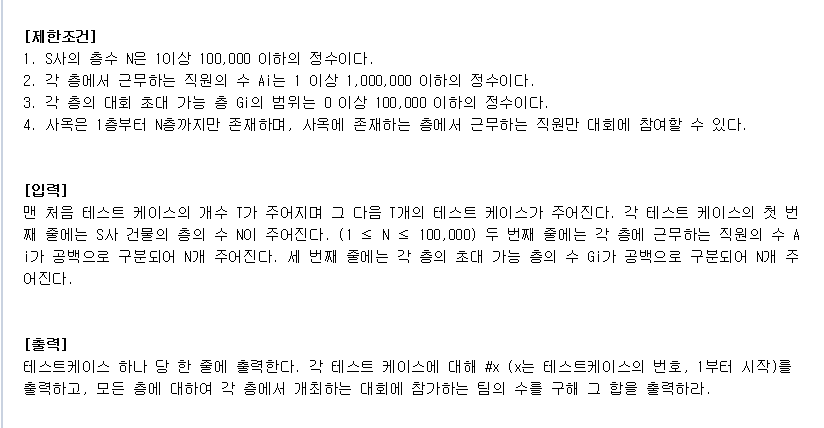 [제한조건]
1. S사의 층수 N은 1이상 100,000 이하의 정수이다.
2. 각 층에서 근무하는 직원의 수 Ai는 1 이상 1,000,000 이하의 정수이다.
3. 각 층의 대회 초대 가능 층 Gi의 범위는 0 이상 100,000 이하의 정수이다.
4. 사옥은 1층부터 N층까지만 존재하며, 사옥에 존재하는 층에서 근무하는 직원만 대회에 참여할 수 있다.
[입력]
맨 처음 테스트 케이스의 개수 T가 주어지며 그 다음 T개의 테스트 케이스가 주어진다. 각 테스트 케이스의 첫 번
째 줄에는 S사 건물의 층의 수 N이 주어진다. (1 ≤ N ≤ 100,000) 두 번째 줄에는 각 층에 근무하는 직원의 수 A
i가 공백으로 구분되어 N개 주어진다. 세 번째 줄에는 각 층의 초대 가능 층의 수 Gi가 공백으로 구분되어 N개 주
어진다.
[출력]
테스트케이스 하나 당 한 줄에 출력한다. 각 테스트 케이스에 대해 #x (x는 테스트케이스의 번호, 1부터 시작)를
출력하고, 모든 층에 대하여 각 층에서 개최하는 대회에 참가하는 팀의 수를 구해 그 합을 출력하라.